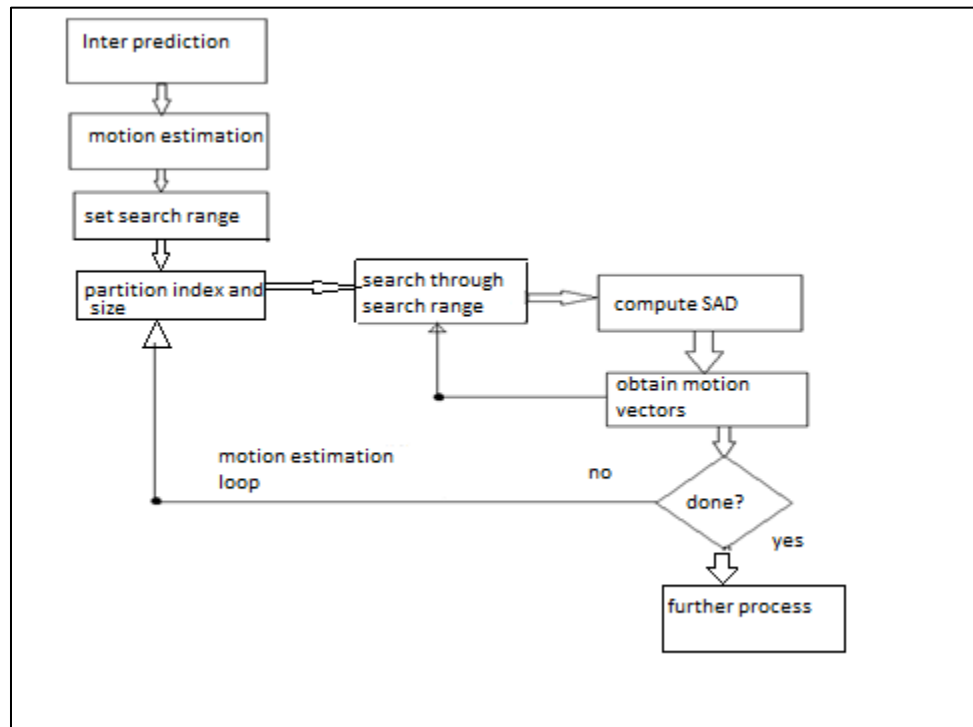 Inter prediction
motion estimation
set search range
partition index and
size
search through
search range
compute SAD
obtain motion
vectors
motion estimation
loop
no
done?
yes
further process